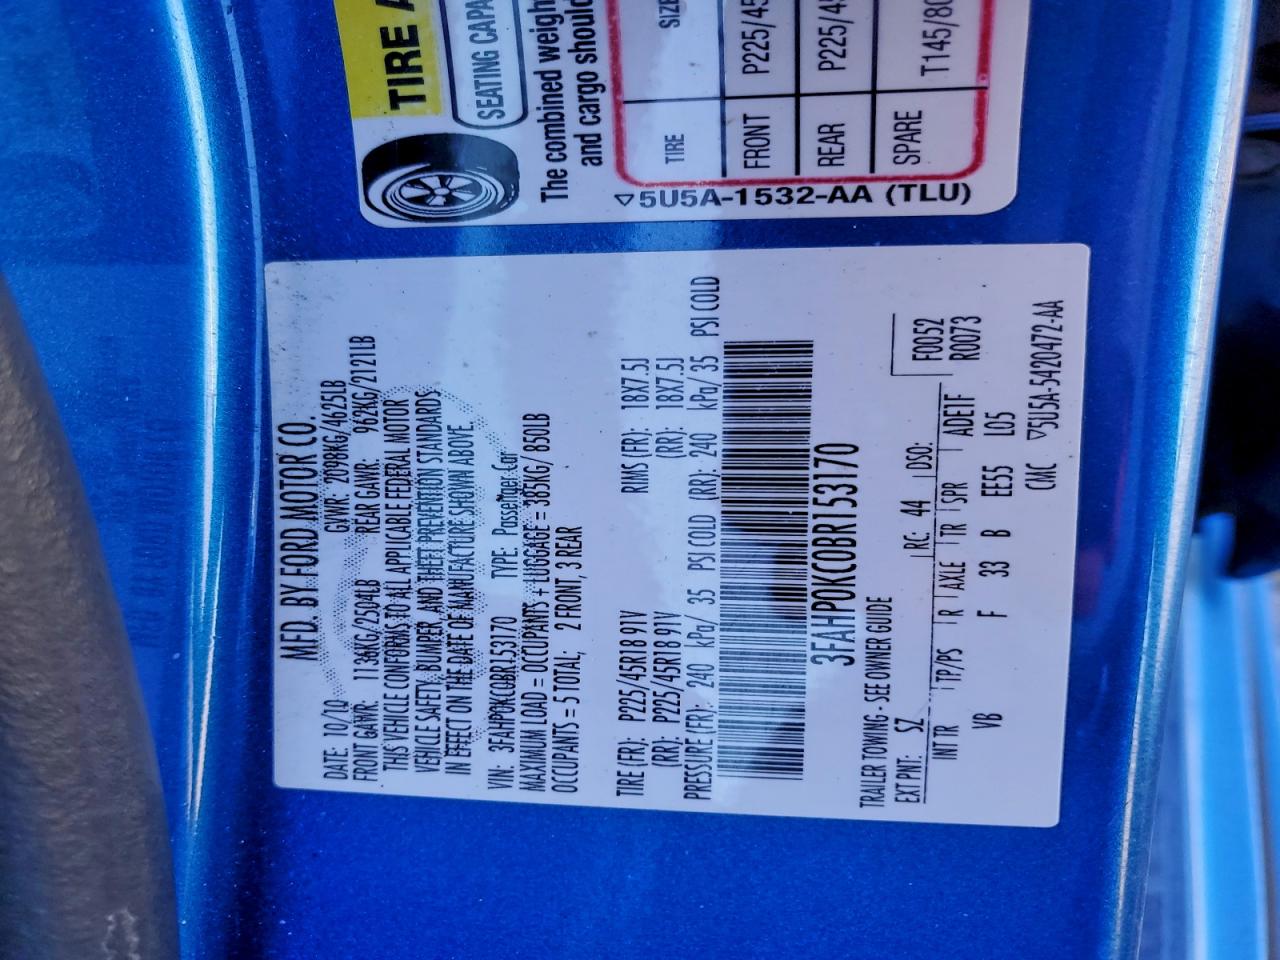 TIRE A
SEATING CAPA
The combined weight
and cargo should
TIRE SIZE
FRONT P225/45
REAR P225/45
SPARE T145/80
▽5U5A-1532-AA (TLU)
MFD. BY FORD MOTOR CO.
DATE: 10/10 GVWR: 2098KG/4625LB
FRONT GAWR: 1136KG/2504LB REAR GAWR: 962KG/2121LB
THIS VEHICLE CONFORMS TO ALL APPLICABLE FEDERAL MOTOR
VEHICLE SAFETY, BUMPER, AND THEFT PREVENTION STANDARDS
IN EFFECT ON THE DATE OF MANUFACTURE SHOWN ABOVE.
VIN: 3FAHP0KC0BR153170 TYPE: Passenger Car
MAXIMUM LOAD = OCCUPANTS + LUGGAGE = 385KG/ 850LB
OCCUPANTS = 5 TOTAL; 2 FRONT, 3 REAR
TIRE (FR): P225/45R18 91V RIMS (FR): 18X7.5J
(RR): P225/45R18 91V (RR): 18X7.5J
PRESSURE (FR): 240 kPa/ 35 PSI COLD (RR): 240 kPa/ 35 PSI COLD
3FAHP0KC0BR153170
TRAILER TOWING - SEE OWNER GUIDE
EXT PNT: SZ RC: 44 DSO: F0052
INT TR TP/PS R AXLE TR SPR ADETF R0073
VB F 33 B EE55 L05
CMC ▽5U5A-5420472-AA